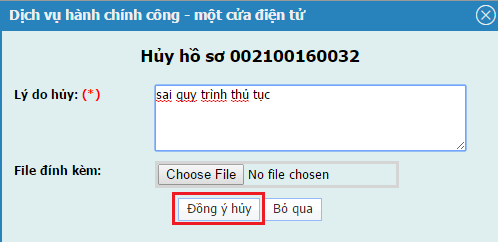 Dịch vụ hành chính công - một cửa điện tử
Hủy hồ sơ 002100160032
Lý do hủy: (*)
sai quy trình thủ tục
File đính kèm:
Choose File No file chosen
Đồng ý hủy Bỏ qua